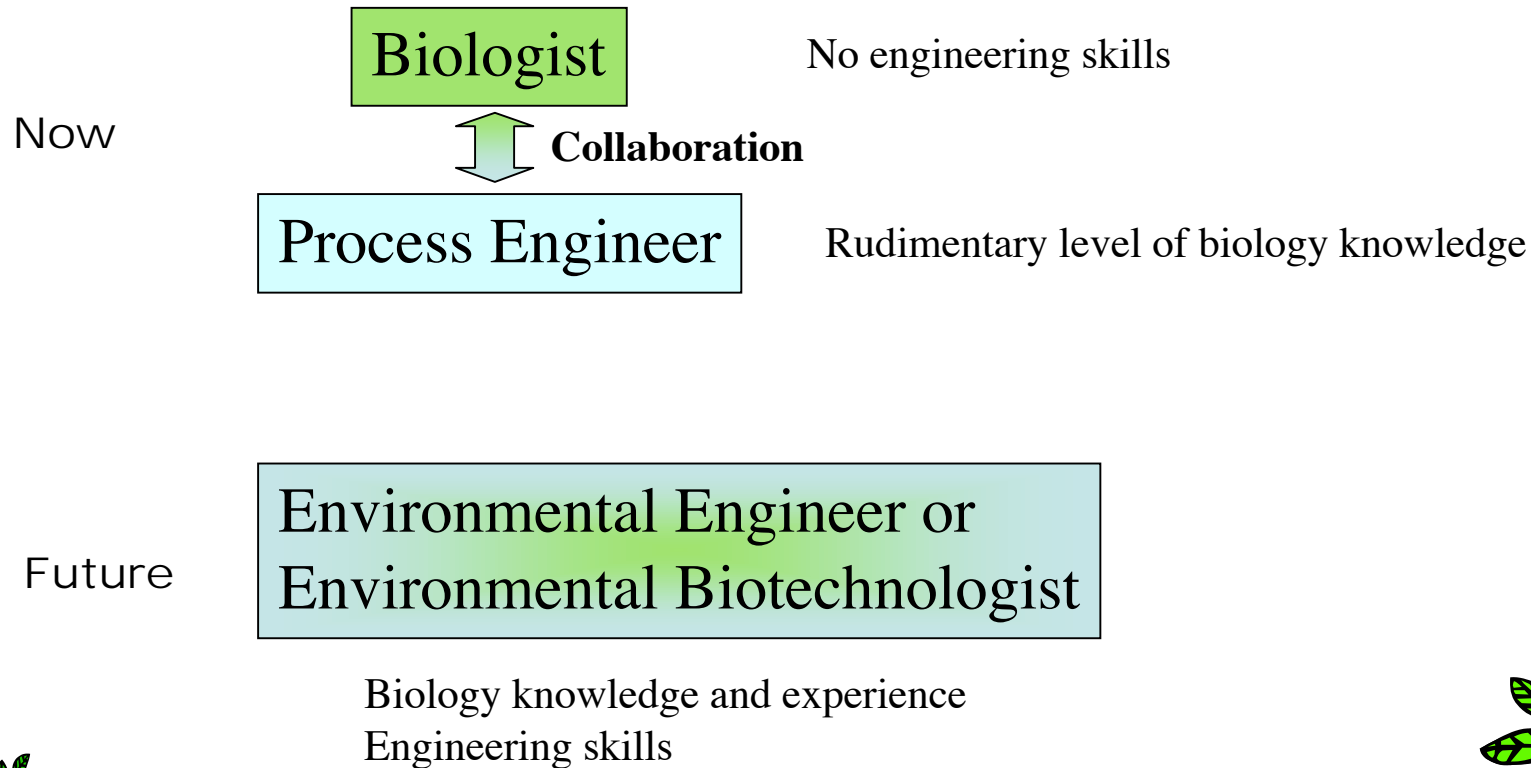 Biologist
No engineering skills
Now
Collaboration
Process Engineer
Rudimentary level of biology knowledge
Environmental Engineer or
Environmental Biotechnologist
Future
Biology knowledge and experience
Engineering skills